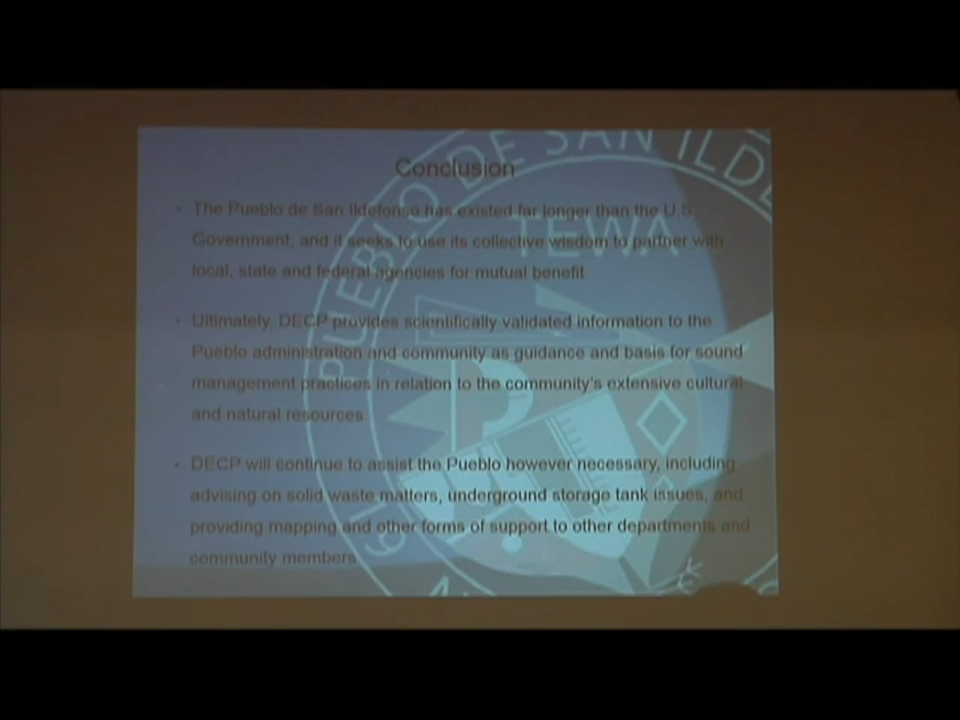 Conclusion
• The Pueblo de San Ildefonso has existed far longer than the U.S.
Government, and it seeks to use its collective wisdom to partner with
local, state and federal agencies for mutual benefit
• Ultimately, DECP provides scientifically validated information to the
Pueblo administration and community as guidance and basis for sound
management practices in relation to the community's extensive cultural
and natural resources
• DECP will continue to assist the Pueblo however necessary, including
advising on solid waste matters, underground storage tank issues, and
providing mapping and other forms of support to other departments and
community members
PUEBLO DE SAN ILDE
TEWA